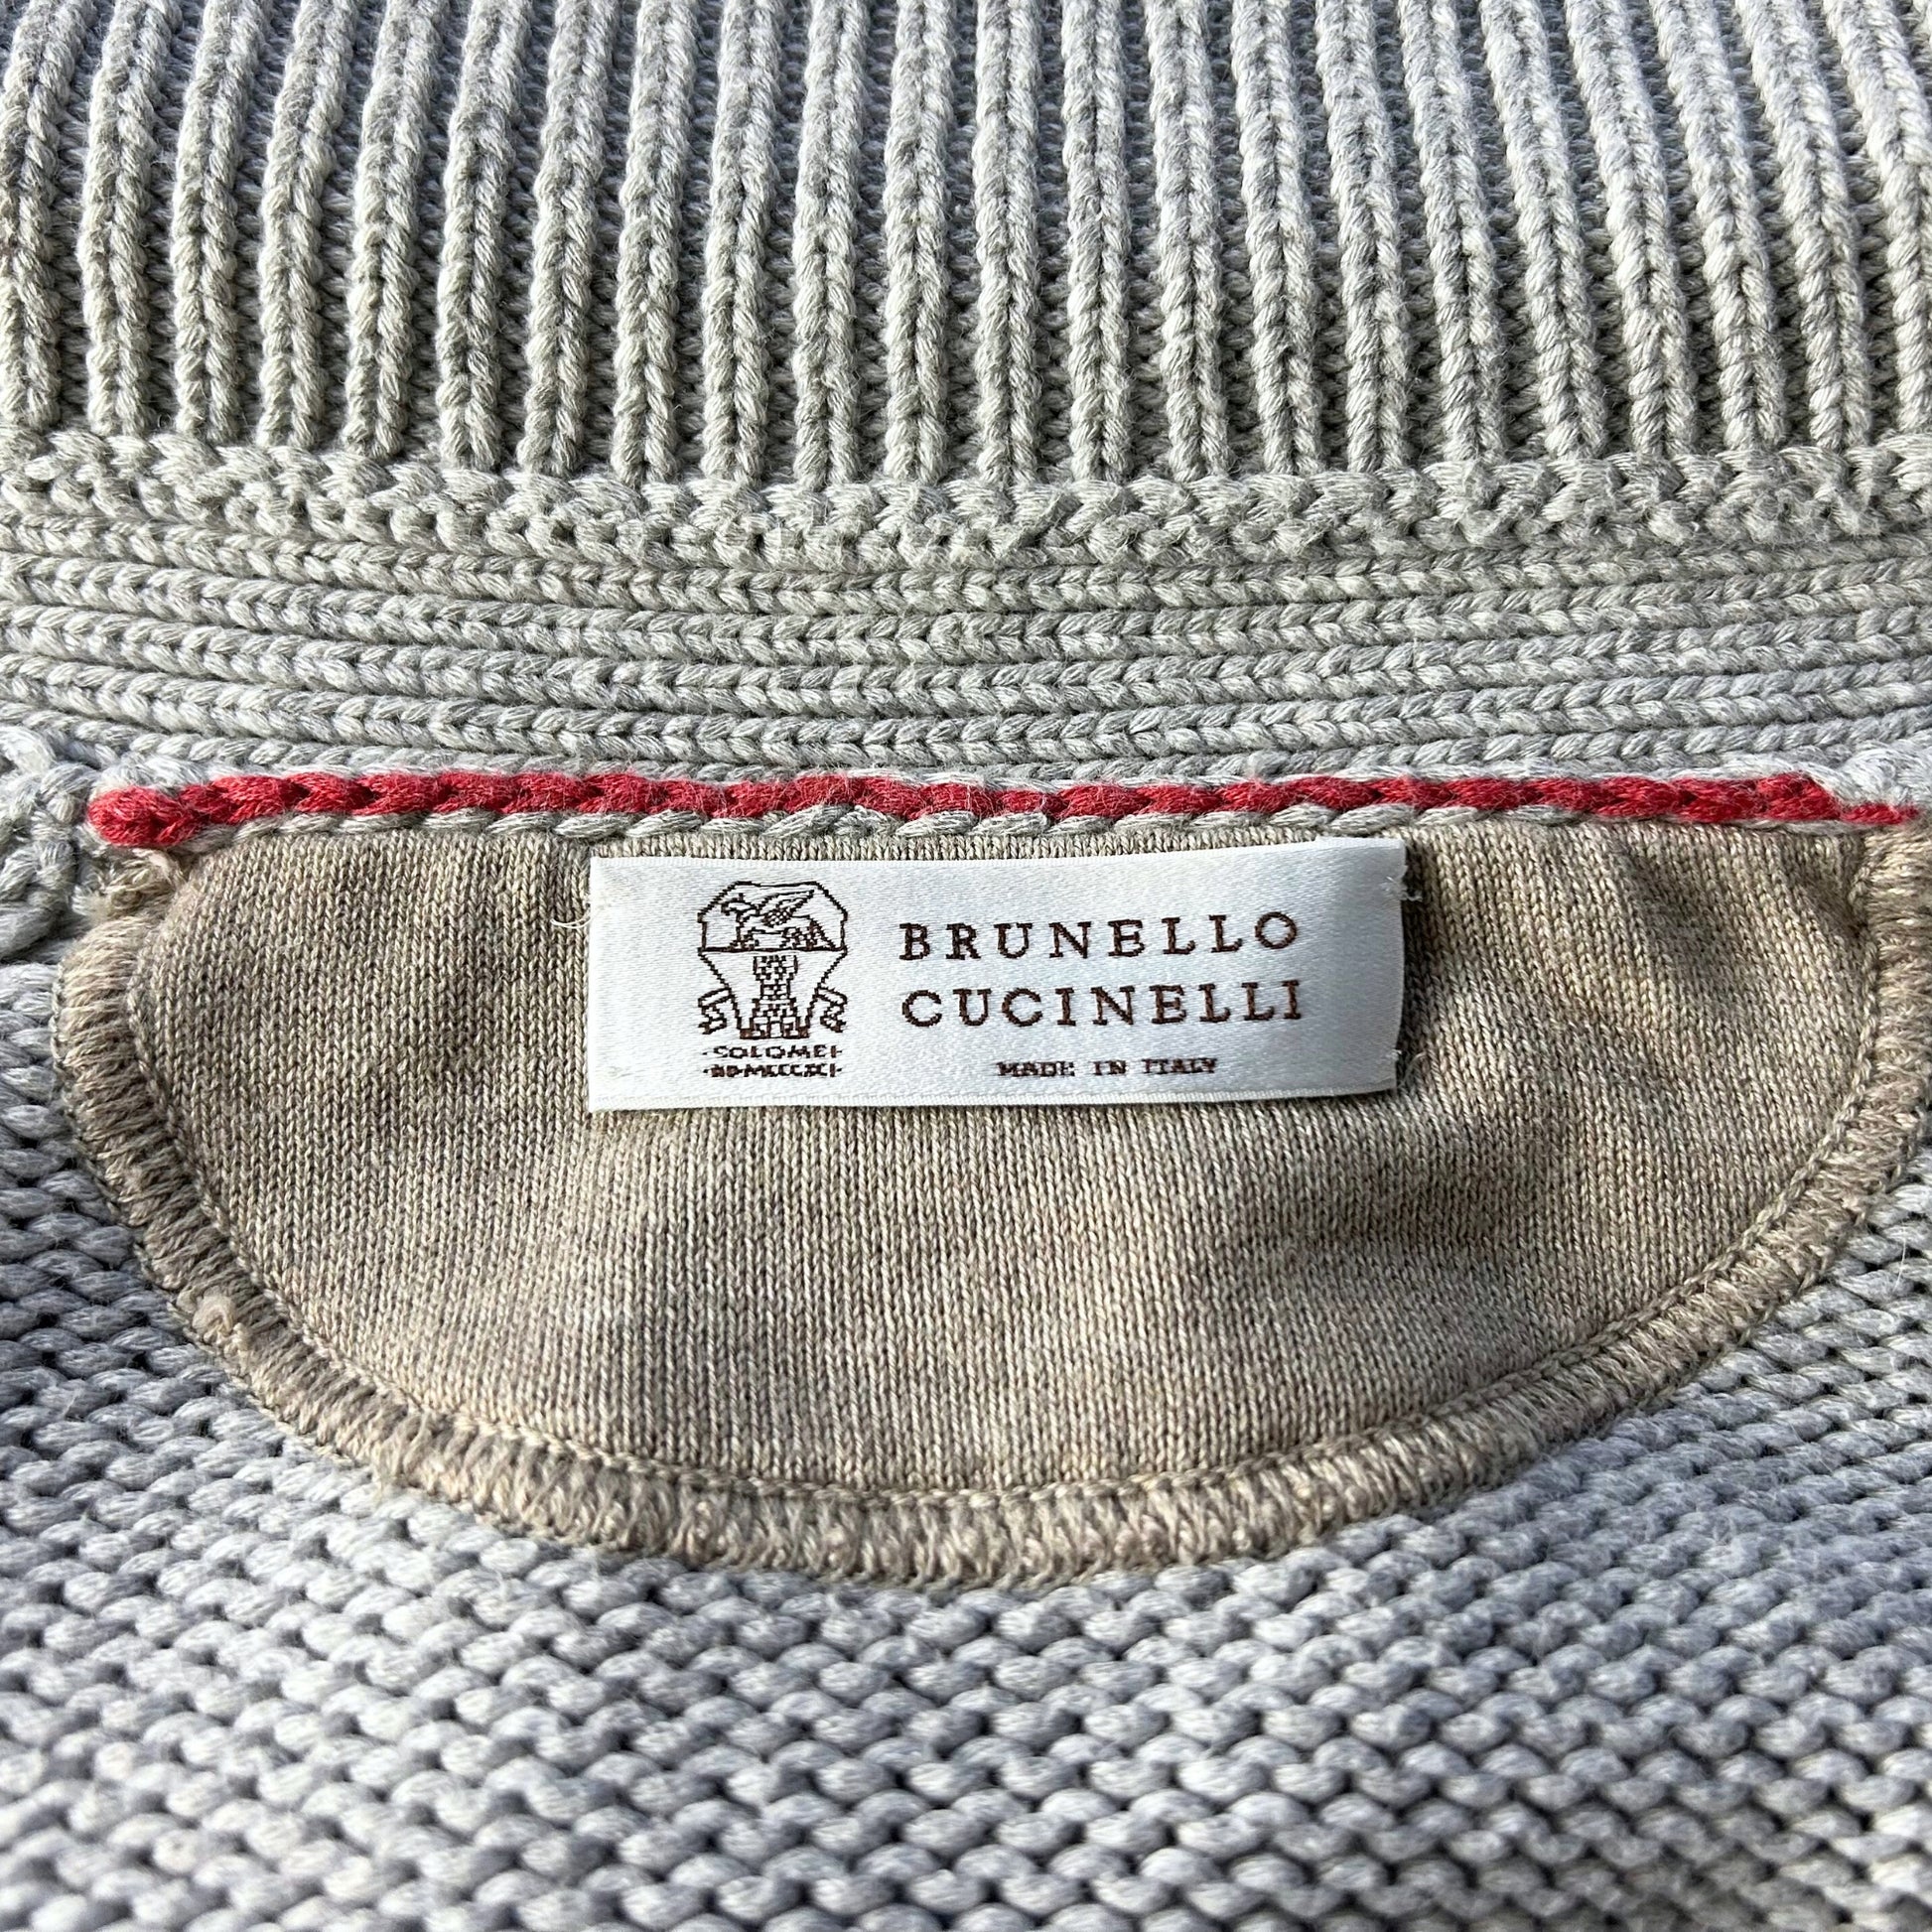 BRUNELLO
CUCINELLI
MADE IN ITALY
·SOLOMEI·